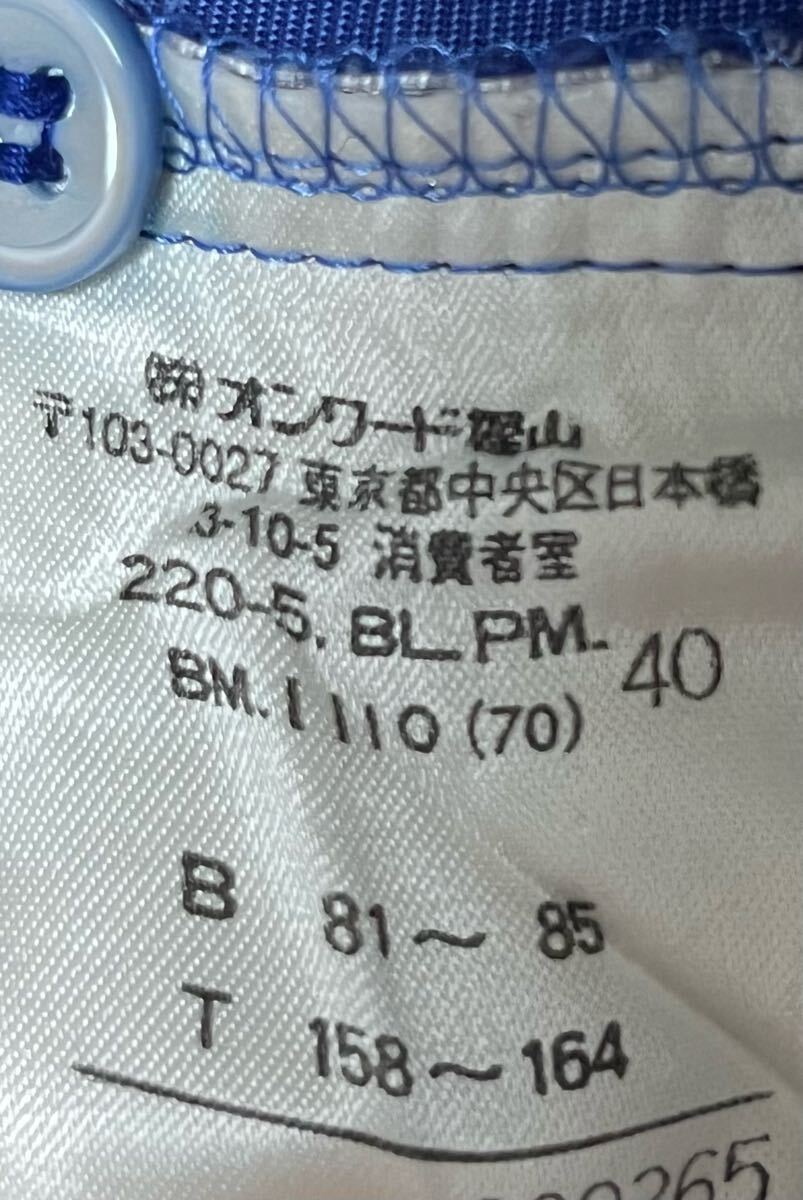 ㈱オンワード樫山
〒103-0027 東京都中央区日本橋
3-10-5 消費者室
220-5. BL PM-40
BM. 1110 (70)
B 81～85
T 158～164